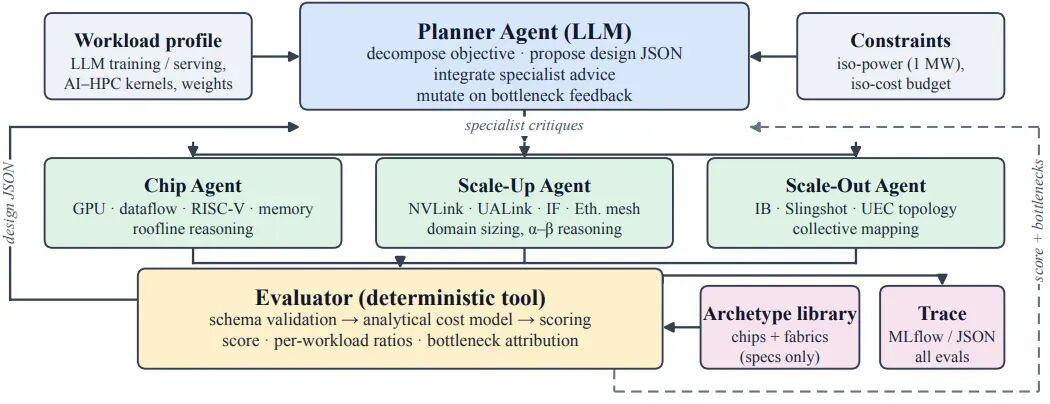 Workload profile
LLM training / serving,
AI–HPC kernels, weights
Planner Agent (LLM)
decompose objective · propose design JSON
integrate specialist advice
mutate on bottleneck feedback
Constraints
iso-power (1 MW),
iso-cost budget
specialist critiques
design JSON
Chip Agent
GPU · dataflow · RISC-V · memory
roofline reasoning
Scale-Up Agent
NVLink · UALink · IF · Eth. mesh
domain sizing, α–β reasoning
Scale-Out Agent
IB · Slingshot · UEC topology
collective mapping
score + bottlenecks
Evaluator (deterministic tool)
schema validation → analytical cost model → scoring
score · per-workload ratios · bottleneck attribution
Archetype library
chips + fabrics
(specs only)
Trace
MLflow / JSON
all evals